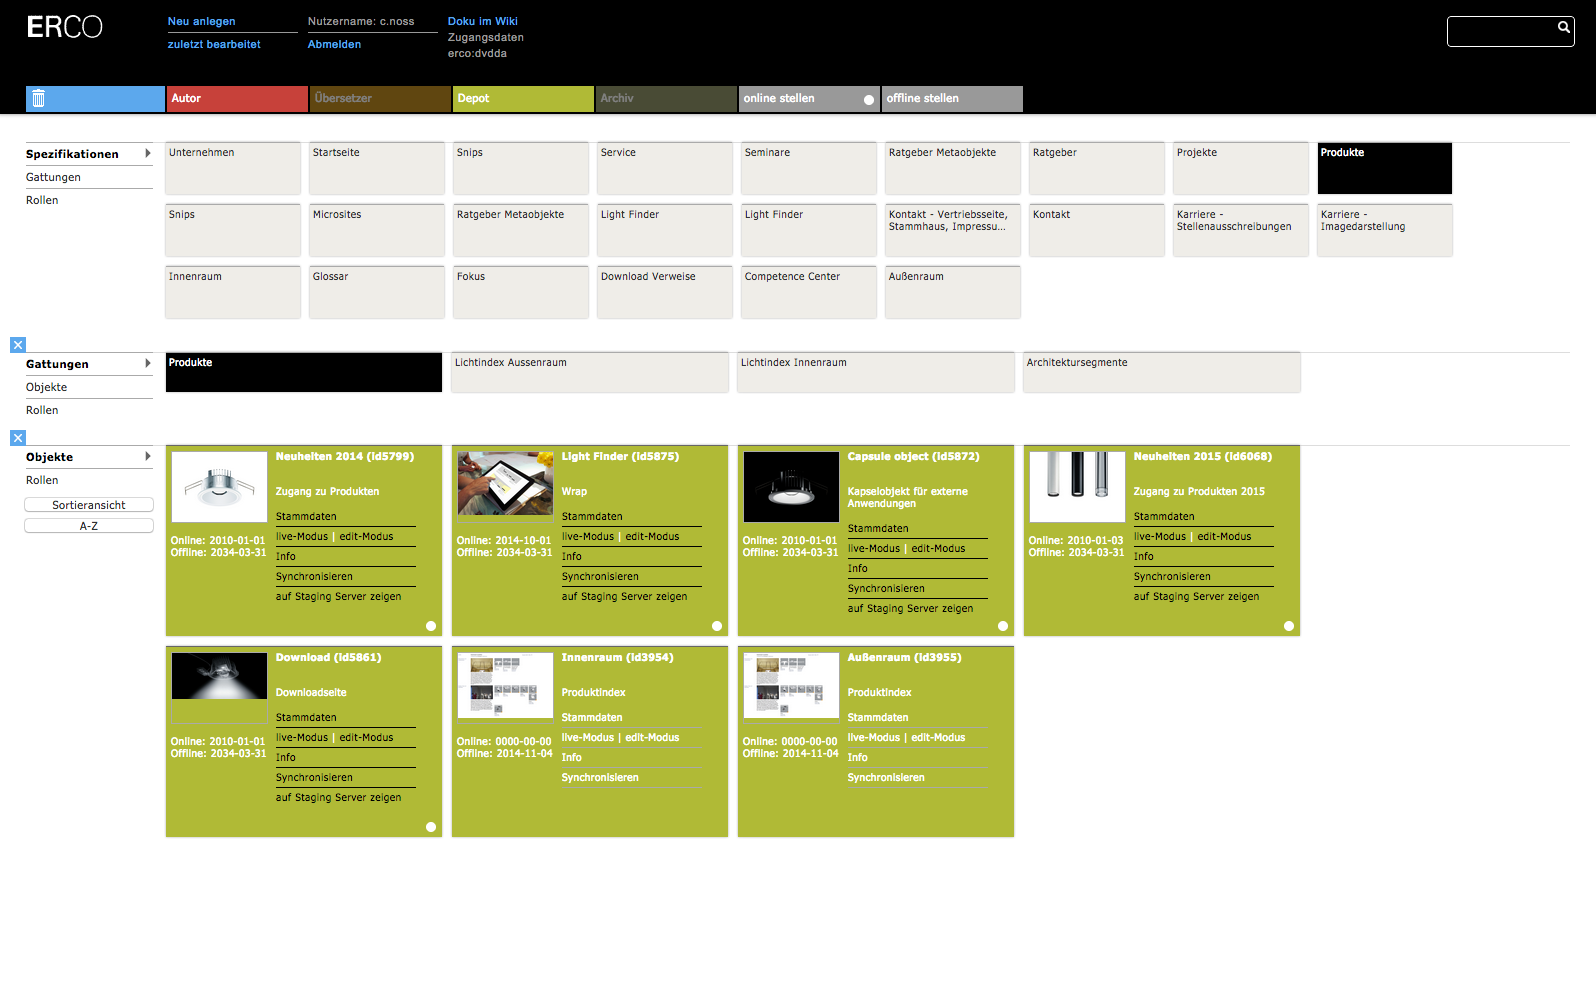 ERCO
Neu anlegen
zuletzt bearbeitet
Nutzername: c.noss
Abmelden
Doku im Wiki
Zugangsdaten
erco:dvdda
Autor
Übersetzer
Depot
Archiv
online stellen
offline stellen
Spezifikationen
Gattungen
Rollen
Unternehmen
Startseite
Snips
Service
Seminare
Ratgeber Metaobjekte
Ratgeber
Projekte
Produkte
Snips
Microsites
Ratgeber Metaobjekte
Light Finder
Light Finder
Kontakt - Vertriebsseite,
Stammhaus, Impressu...
Kontakt
Karriere -
Stellenausschreibungen
Karriere -
Imagedarstellung
Innenraum
Glossar
Fokus
Download Verweise
Competence Center
Außenraum
Gattungen
Objekte
Rollen
Produkte
Lichtindex Aussenraum
Lichtindex Innenraum
Architektursegmente
Objekte
Rollen
Sortieransicht
A-Z
Neuheiten 2014 (id5799)
Zugang zu Produkten
Stammdaten
live-Modus | edit-Modus
Info
Synchronisieren
auf Staging Server zeigen
Online: 2010-01-01
Offline: 2034-03-31
Light Finder (id5875)
Wrap
Stammdaten
live-Modus | edit-Modus
Info
Synchronisieren
auf Staging Server zeigen
Online: 2014-10-01
Offline: 2034-03-31
Capsule object (id5872)
Kapselobjekt für externe
Anwendungen
Stammdaten
live-Modus | edit-Modus
Info
Synchronisieren
auf Staging Server zeigen
Online: 2010-01-01
Offline: 2034-03-31
Neuheiten 2015 (id6068)
Zugang zu Produkten 2015
Stammdaten
live-Modus | edit-Modus
Info
Synchronisieren
auf Staging Server zeigen
Online: 2010-01-03
Offline: 2034-03-31
Download (id5861)
Downloadseite
Stammdaten
live-Modus | edit-Modus
Info
Synchronisieren
auf Staging Server zeigen
Online: 2010-01-01
Offline: 2034-03-31
Innenraum (id3954)
Produktindex
Stammdaten
live-Modus | edit-Modus
Info
Synchronisieren
Online: 0000-00-00
Offline: 2014-11-04
Außenraum (id3955)
Produktindex
Stammdaten
live-Modus | edit-Modus
Info
Synchronisieren
Online: 0000-00-00
Offline: 2014-11-04